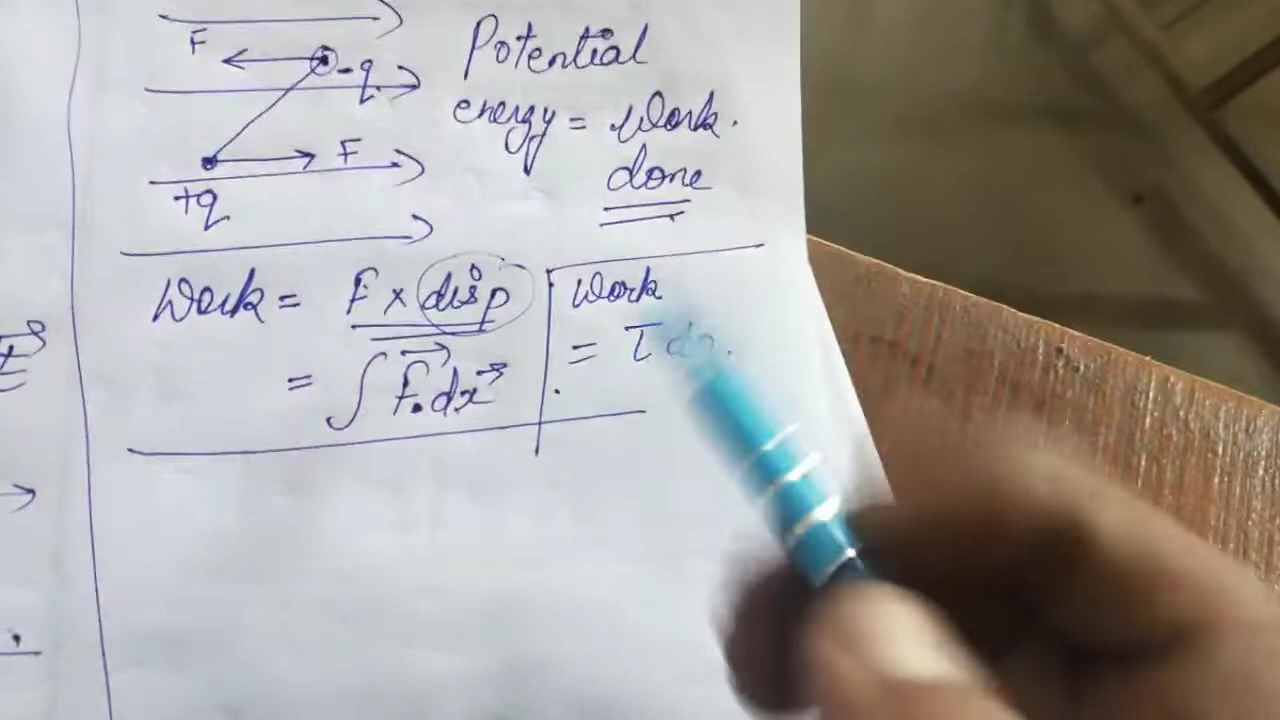 F
-q
F
+q
Potential
energy = Work.
done
Work = F × disp
= ∫ F⃗. dx⃗
Work
= τ